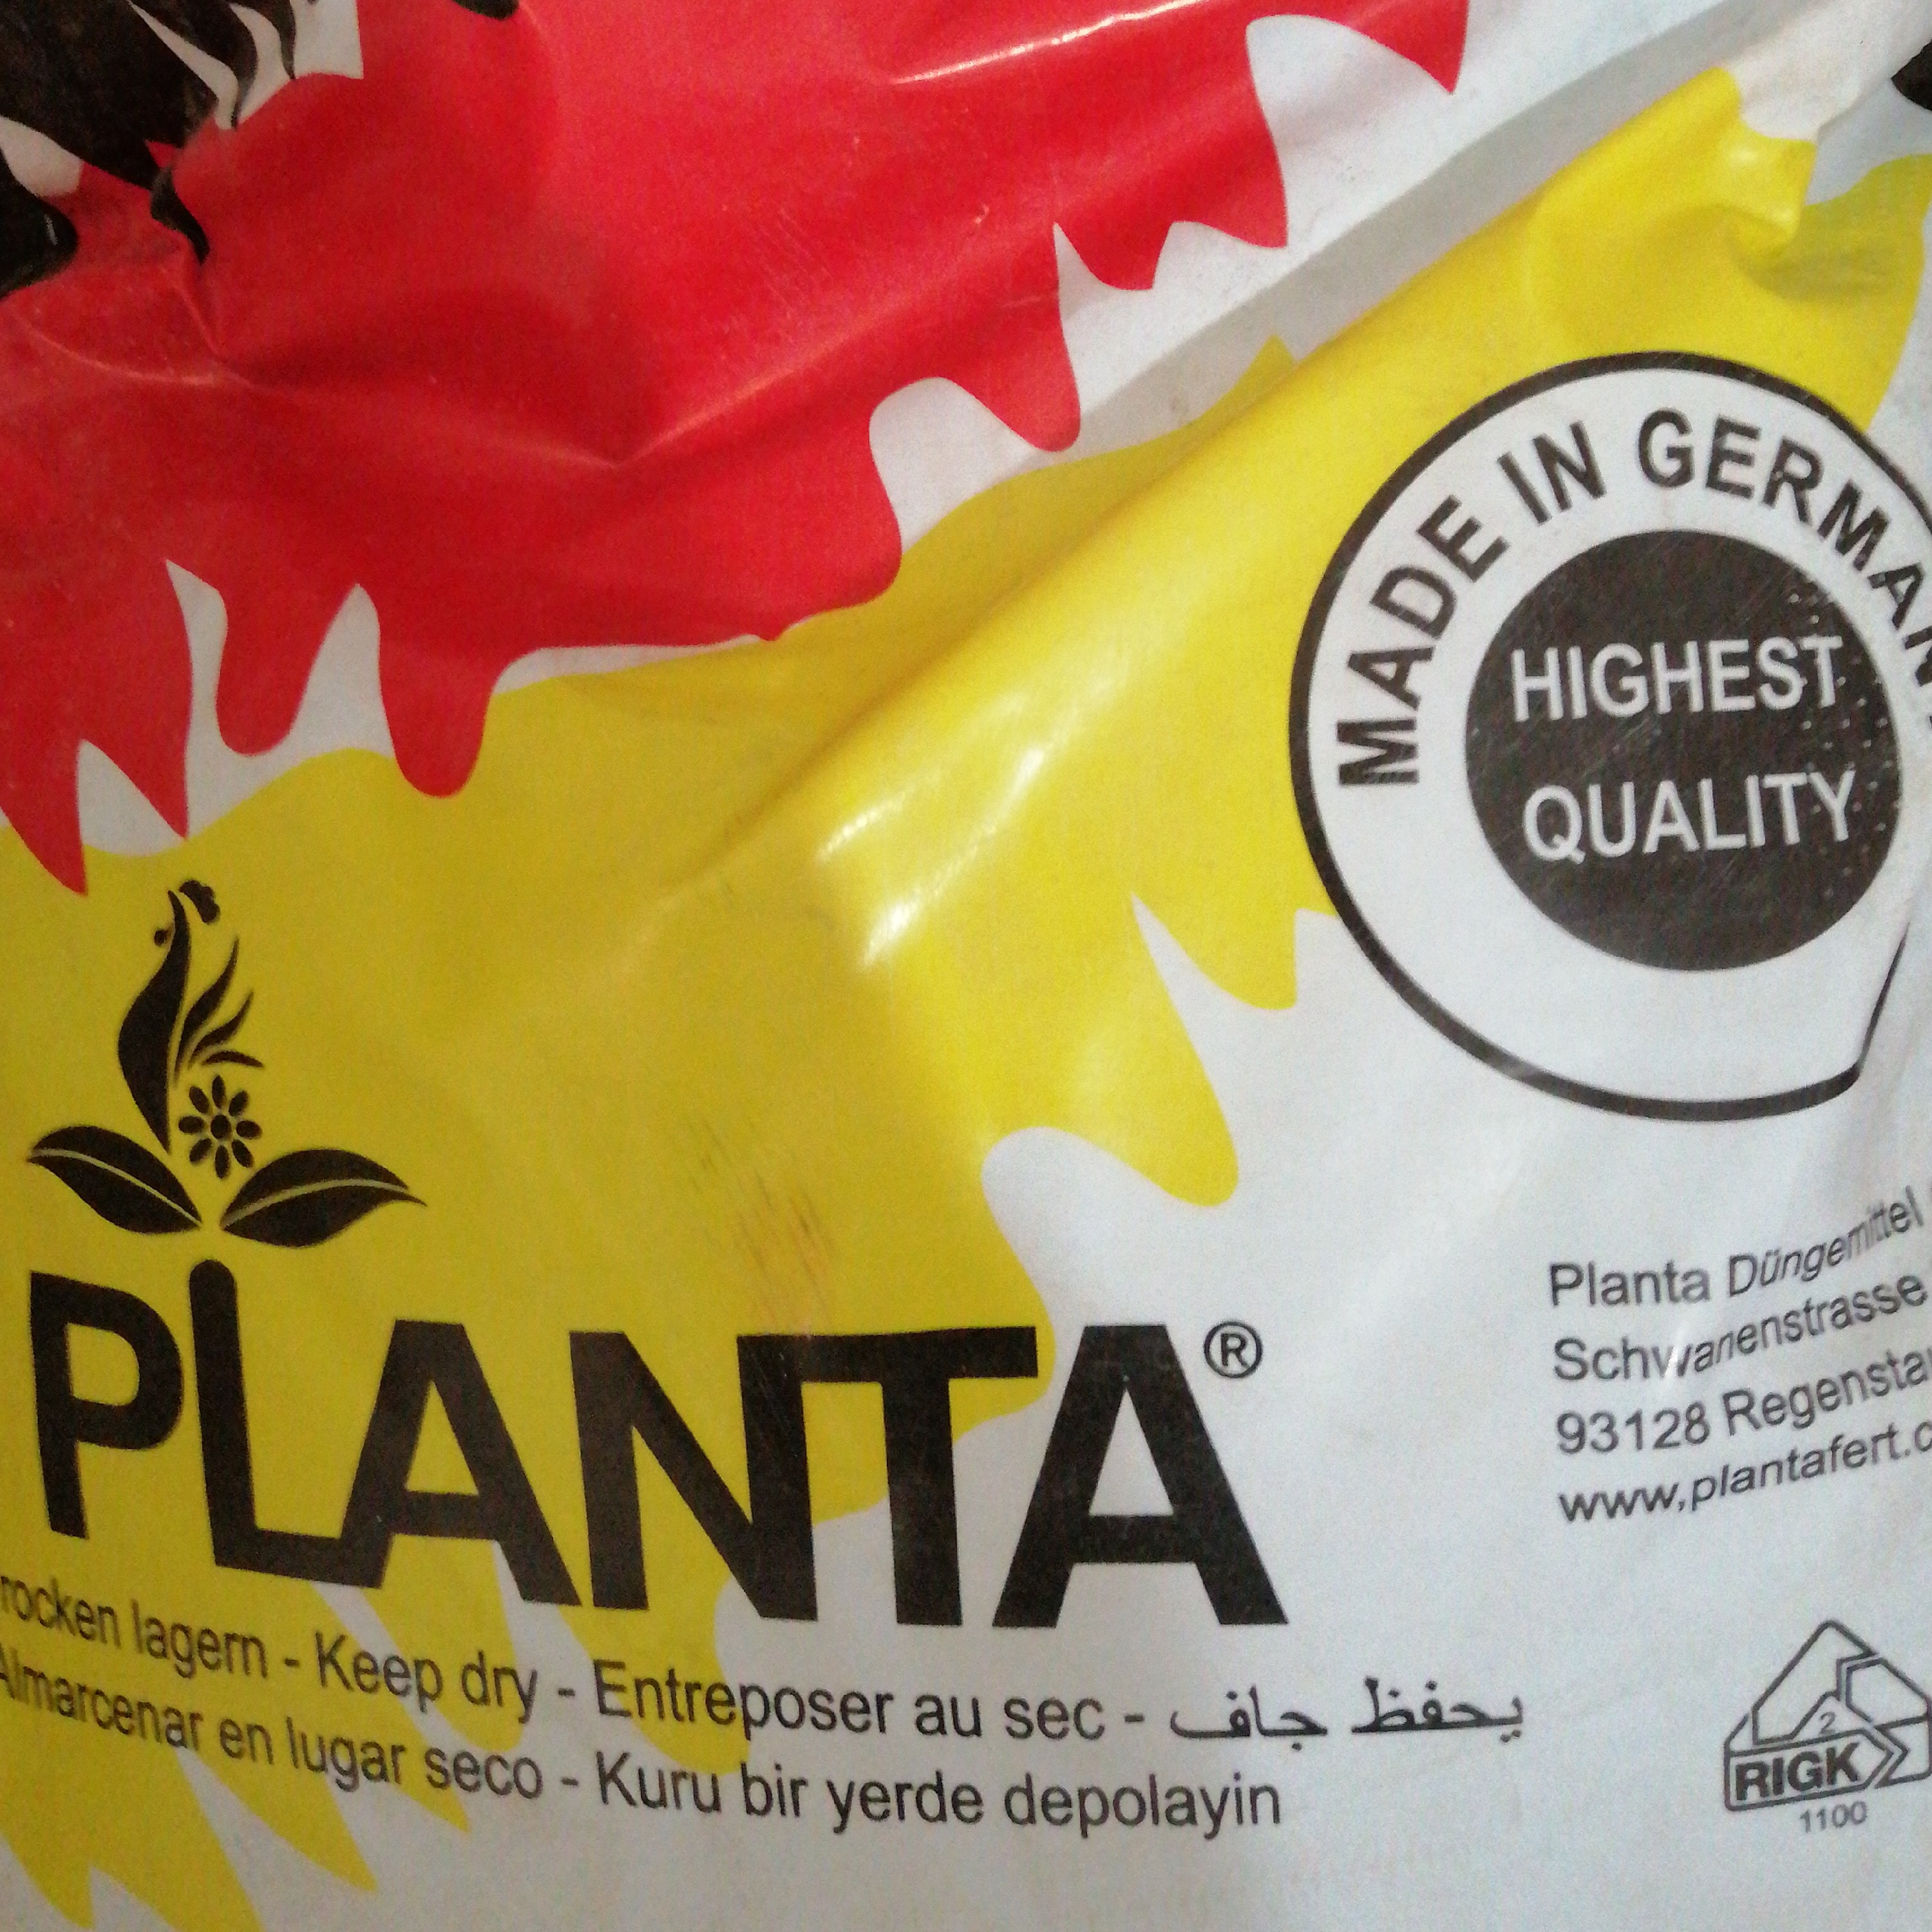 MADE IN GERMAN
HIGHEST
QUALITY
PLANTA®
Planta Düngemittel
Schwanenstrasse
93128 Regenstau
www.plantafert.c
rocken lagern - Keep dry - Entreposer au sec - يحفظ جاف
Almarcenar en lugar seco - Kuru bir yerde depolayin
2
RIGK
1100